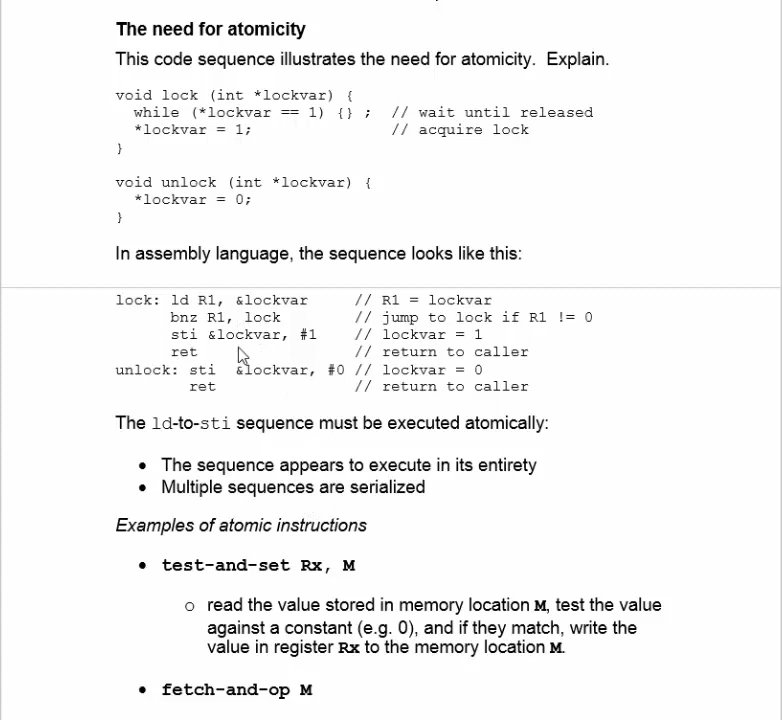 The need for atomicity
This code sequence illustrates the need for atomicity.  Explain.
void lock (int *lockvar) {
  while (*lockvar == 1) {} ;  // wait until released
  *lockvar = 1;               // acquire lock
}
void unlock (int *lockvar) {
  *lockvar = 0;
}
In assembly language, the sequence looks like this:
lock: ld R1, &lockvar     // R1 = lockvar
      bnz R1, lock        // jump to lock if R1 != 0
      sti &lockvar, #1    // lockvar = 1
      ret                 // return to caller
unlock: sti  &lockvar, #0 // lockvar = 0
        ret               // return to caller
The ld-to-sti sequence must be executed atomically:
• The sequence appears to execute in its entirety
• Multiple sequences are serialized
Examples of atomic instructions
• test-and-set Rx, M
o read the value stored in memory location M, test the value
against a constant (e.g. 0), and if they match, write the
value in register Rx to the memory location M.
• fetch-and-op M